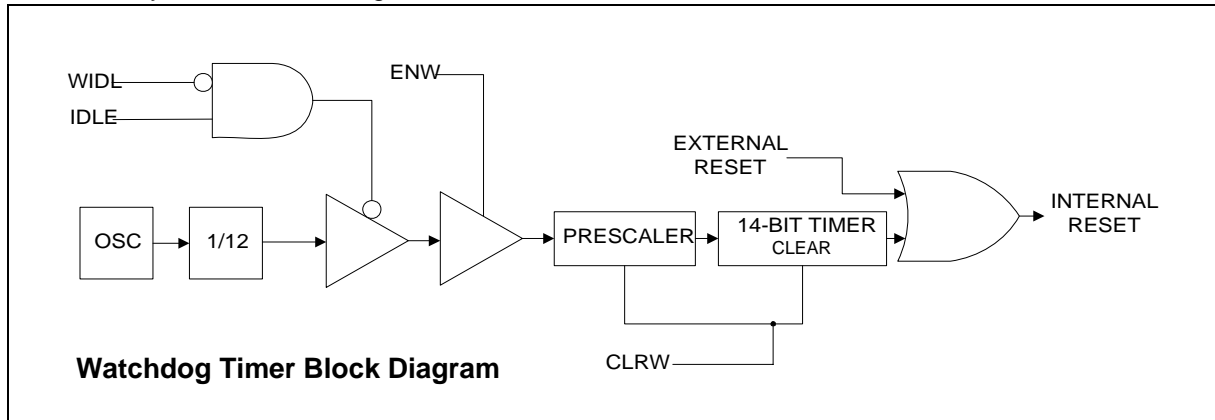 WIDL
IDLE
ENW
EXTERNAL
RESET
OSC
1/12
PRESCALER
14-BIT TIMER
CLEAR
INTERNAL
RESET
CLRW
Watchdog Timer Block Diagram